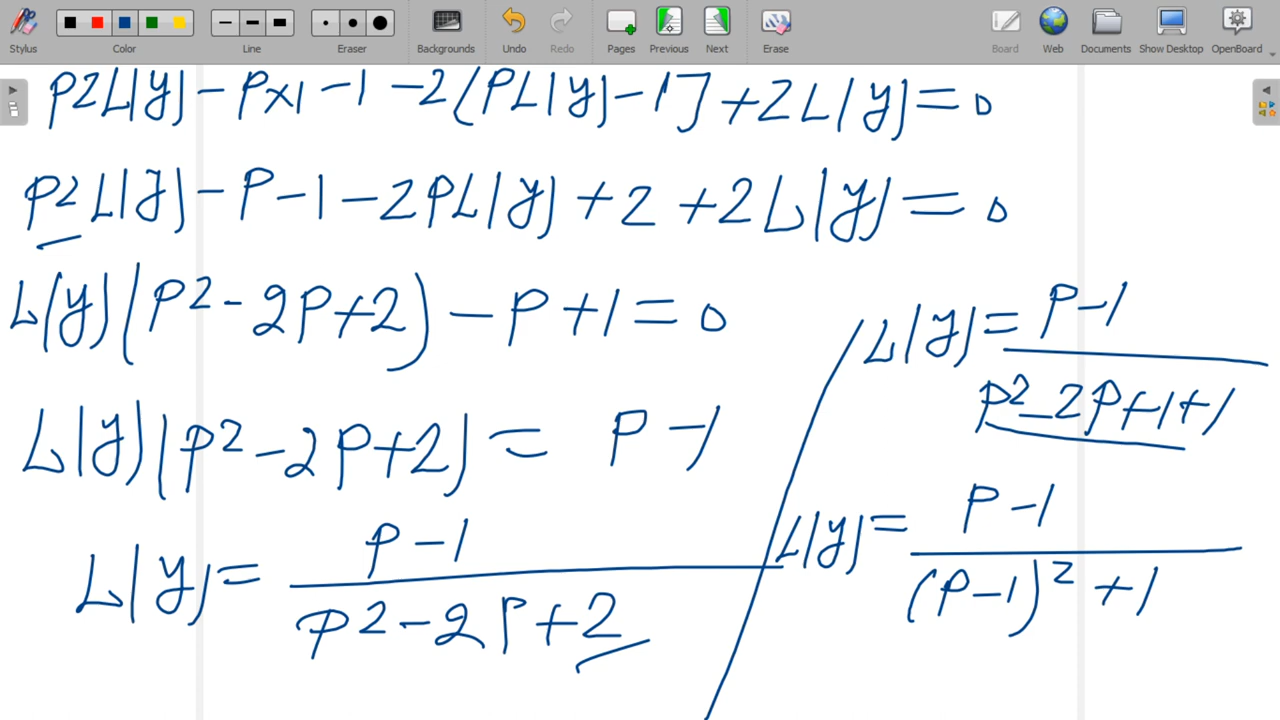 Stylus Color Line Eraser Backgrounds Undo Redo Pages Previous Next Erase Board Web Documents Show Desktop OpenBoard
P2L(y) - P×1 - 1 - 2[PL(y) - 1] + 2L(y) = 0
P2L(y) - P - 1 - 2PL(y) + 2 + 2L(y) = 0
L(y)(P2 - 2P + 2) - P + 1 = 0
L(y)(P2 - 2P + 2) = P - 1
L(y) = P - 1
P2 - 2P + 2
L(y) = P - 1
P2 - 2P + 1 + 1
L(y) = P - 1
(P - 1)2 + 1